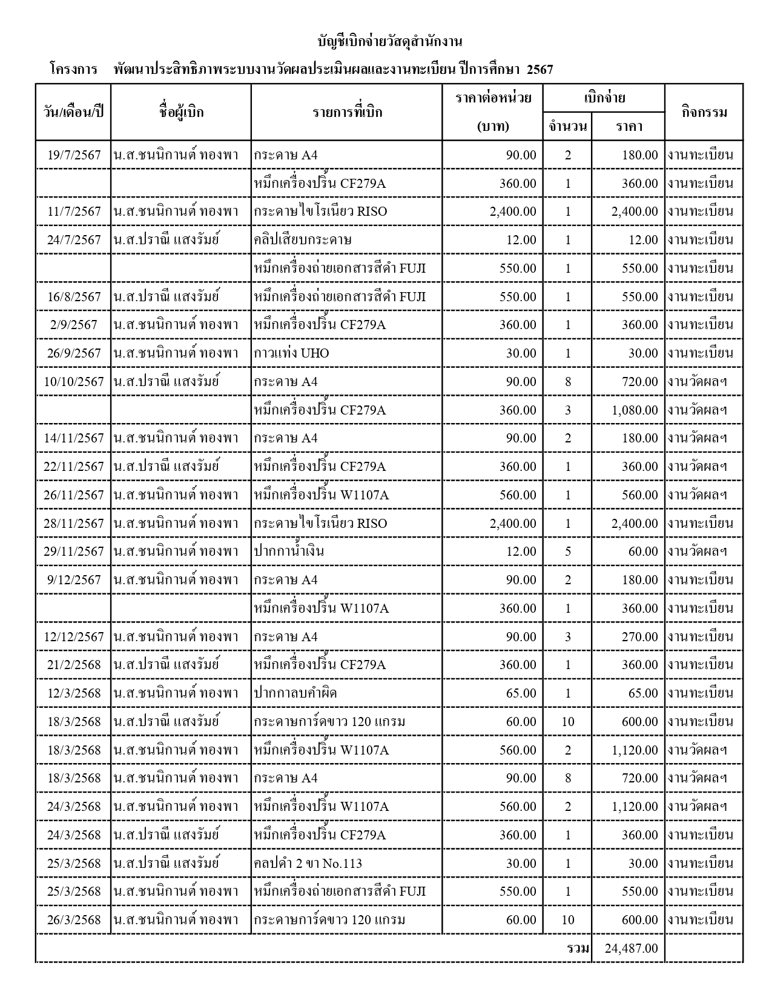 บัญชีเบิกจ่ายวัสดุสำนักงาน
โครงการ พัฒนาประสิทธิภาพระบบงานวัดผลประเมินผลและงานทะเบียน ปีการศึกษา 2567
วัน/เดือน/ปี ชื่อผู้เบิก รายการที่เบิก ราคาต่อหน่วย (บาท) เบิกจ่าย กิจกรรม
จำนวน ราคา
19/7/2567 น.ส.ชนนิกานต์ ทองพา กระดาษ A4 90.00 2 180.00 งานทะเบียน
หมึกเครื่องปริ้น CF279A 360.00 1 360.00 งานทะเบียน
11/7/2567 น.ส.ชนนิกานต์ ทองพา กระดาษไขโรเนียว RISO 2,400.00 1 2,400.00 งานทะเบียน
24/7/2567 น.ส.ปราณี แสงรัมย์ คลิปเสียบกระดาษ 12.00 1 12.00 งานทะเบียน
หมึกเครื่องถ่ายเอกสารสีดำ FUJI 550.00 1 550.00 งานทะเบียน
16/8/2567 น.ส.ปราณี แสงรัมย์ หมึกเครื่องถ่ายเอกสารสีดำ FUJI 550.00 1 550.00 งานทะเบียน
2/9/2567 น.ส.ชนนิกานต์ ทองพา หมึกเครื่องปริ้น CF279A 360.00 1 360.00 งานทะเบียน
26/9/2567 น.ส.ชนนิกานต์ ทองพา กาวแท่ง UHO 30.00 1 30.00 งานทะเบียน
10/10/2567 น.ส.ปราณี แสงรัมย์ กระดาษ A4 90.00 8 720.00 งานวัดผลฯ
หมึกเครื่องปริ้น CF279A 360.00 3 1,080.00 งานวัดผลฯ
14/11/2567 น.ส.ชนนิกานต์ ทองพา กระดาษ A4 90.00 2 180.00 งานวัดผลฯ
22/11/2567 น.ส.ปราณี แสงรัมย์ หมึกเครื่องปริ้น CF279A 360.00 1 360.00 งานวัดผลฯ
26/11/2567 น.ส.ชนนิกานต์ ทองพา หมึกเครื่องปริ้น W1107A 560.00 1 560.00 งานวัดผลฯ
28/11/2567 น.ส.ชนนิกานต์ ทองพา กระดาษไขโรเนียว RISO 2,400.00 1 2,400.00 งานทะเบียน
29/11/2567 น.ส.ชนนิกานต์ ทองพา ปากกาน้ำเงิน 12.00 5 60.00 งานวัดผลฯ
9/12/2567 น.ส.ชนนิกานต์ ทองพา กระดาษ A4 90.00 2 180.00 งานทะเบียน
หมึกเครื่องปริ้น W1107A 360.00 1 360.00 งานทะเบียน
12/12/2567 น.ส.ชนนิกานต์ ทองพา กระดาษ A4 90.00 3 270.00 งานทะเบียน
21/2/2568 น.ส.ปราณี แสงรัมย์ หมึกเครื่องปริ้น CF279A 360.00 1 360.00 งานทะเบียน
12/3/2568 น.ส.ชนนิกานต์ ทองพา ปากกาลบคำผิด 65.00 1 65.00 งานทะเบียน
18/3/2568 น.ส.ปราณี แสงรัมย์ กระดาษการ์ดขาว 120 แกรม 60.00 10 600.00 งานทะเบียน
18/3/2568 น.ส.ชนนิกานต์ ทองพา หมึกเครื่องปริ้น W1107A 560.00 2 1,120.00 งานวัดผลฯ
18/3/2568 น.ส.ชนนิกานต์ ทองพา กระดาษ A4 90.00 8 720.00 งานวัดผลฯ
24/3/2568 น.ส.ชนนิกานต์ ทองพา หมึกเครื่องปริ้น W1107A 560.00 2 1,120.00 งานวัดผลฯ
24/3/2568 น.ส.ปราณี แสงรัมย์ หมึกเครื่องปริ้น CF279A 360.00 1 360.00 งานทะเบียน
25/3/2568 น.ส.ปราณี แสงรัมย์ คลปดำ 2 ขา No.113 30.00 1 30.00 งานทะเบียน
25/3/2568 น.ส.ชนนิกานต์ ทองพา หมึกเครื่องถ่ายเอกสารสีดำ FUJI 550.00 1 550.00 งานทะเบียน
26/3/2568 น.ส.ชนนิกานต์ ทองพา กระดาษการ์ดขาว 120 แกรม 60.00 10 600.00 งานทะเบียน
รวม 24,487.00